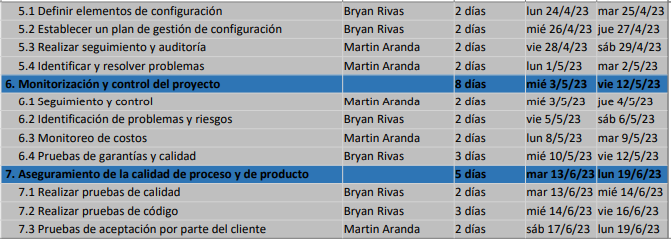 5.1 Definir elementos de configuración Bryan Rivas 2 días lun 24/4/23 mar 25/4/23
5.2 Establecer un plan de gestión de configuración Bryan Rivas 2 días mié 26/4/23 jue 27/4/23
5.3 Realizar seguimiento y auditoría Martin Aranda 2 días vie 28/4/23 sáb 29/4/23
5.4 Identificar y resolver problemas Martin Aranda 2 días lun 1/5/23 mar 2/5/23
6. Monitorización y control del proyecto 8 días mié 3/5/23 vie 12/5/23
6.1 Seguimiento y control Martin Aranda 2 días mié 3/5/23 jue 4/5/23
6.2 Identificación de problemas y riesgos Bryan Rivas 2 días vie 5/5/23 sáb 6/5/23
6.3 Monitoreo de costos Martin Aranda 2 días lun 8/5/23 mar 9/5/23
6.4 Pruebas de garantías y calidad Bryan Rivas 3 días mié 10/5/23 vie 12/5/23
7. Aseguramiento de la calidad de proceso y de producto 5 días mar 13/6/23 lun 19/6/23
7.1 Realizar pruebas de calidad Bryan Rivas 2 días mar 13/6/23 mié 14/6/23
7.2 Realizar pruebas de código Bryan Rivas 3 días mié 14/6/23 vie 16/6/23
7.3 Pruebas de aceptación por parte del cliente Martin Aranda 2 días sáb 17/6/23 lun 19/6/23